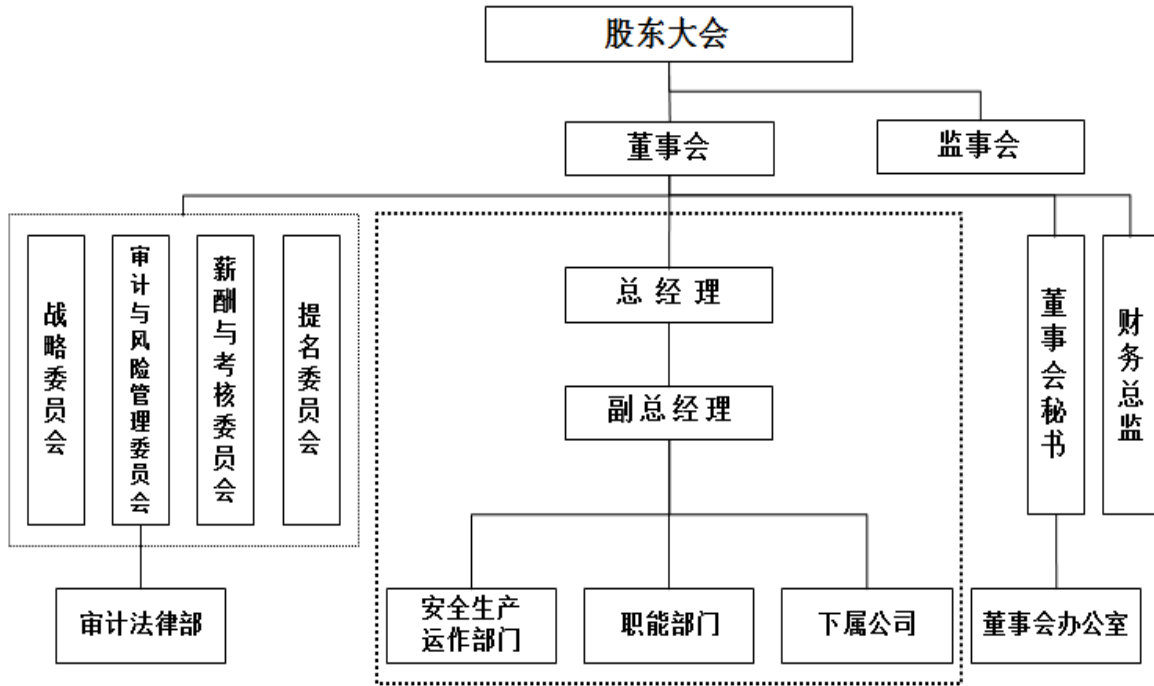 股东大会
董事会
监事会
战略委员会
审计与风险管理委员会
薪酬与考核委员会
提名委员会
总经理
副总经理
董事会秘书
财务总监
审计法律部
安全生产
运作部门
职能部门
下属公司
董事会办公室